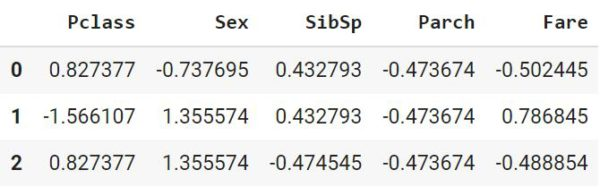 Pclass Sex SibSp Parch Fare
0 0.827377 -0.737695 0.432793 -0.473674 -0.502445
1 -1.566107 1.355574 0.432793 -0.473674 0.786845
2 0.827377 1.355574 -0.474545 -0.473674 -0.488854